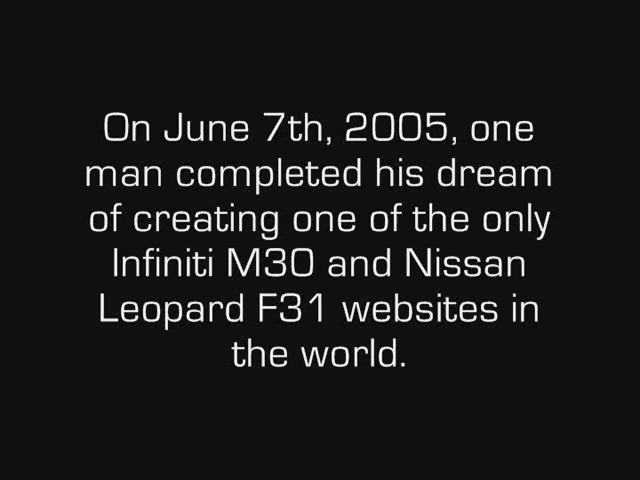 On June 7th, 2005, one
man completed his dream
of creating one of the only
Infiniti M30 and Nissan
Leopard F31 websites in
the world.